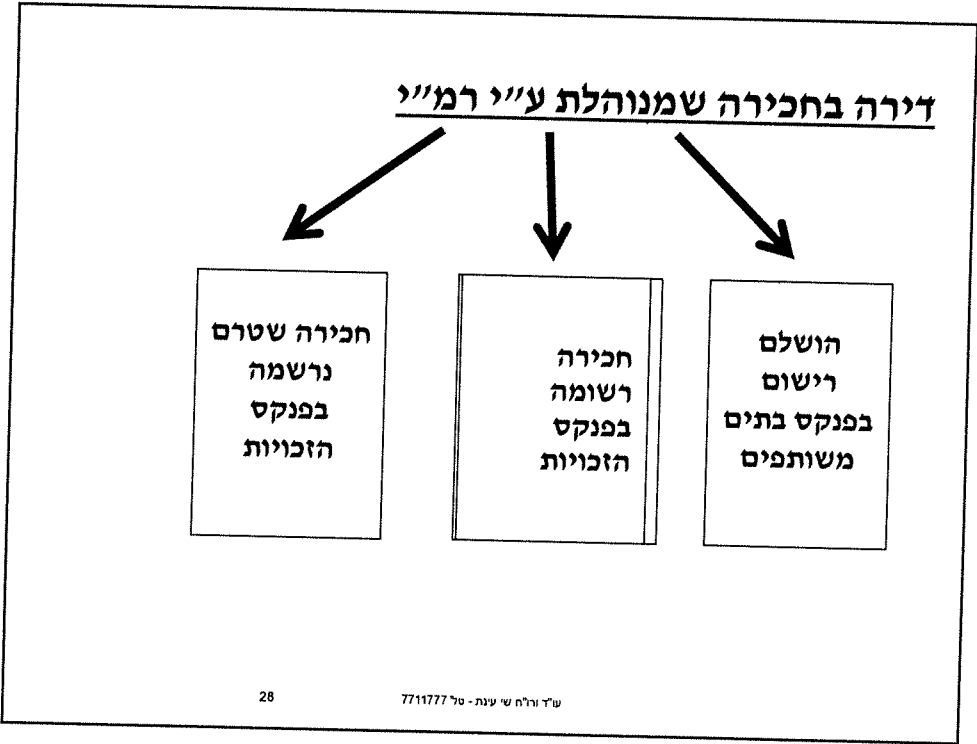 דירה בחכירה שמנוהלת ע״י רמ״י
הושלם
רישום
בפנקס בתים
משותפים
חכירה
רשומה
בפנקס
הזכויות
חכירה שטרם
נרשמה
בפנקס
הזכויות
עו"ד ורו"ח שי עינת - טל' 7711777
28